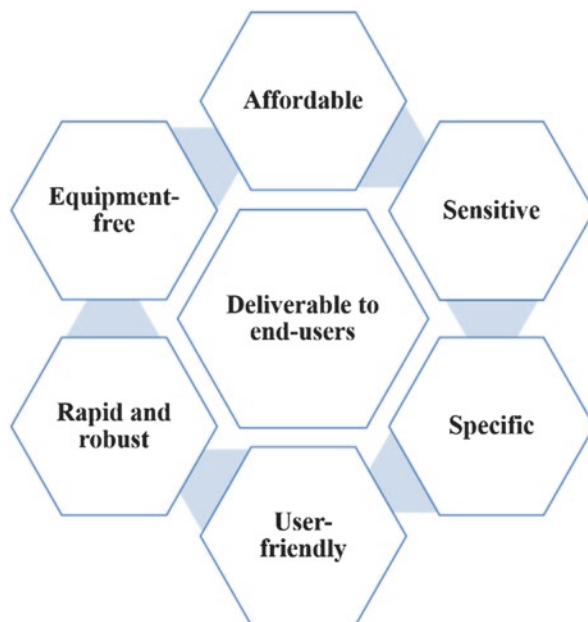 Affordable
Sensitive
Specific
User-
friendly
Rapid and
robust
Equipment-
free
Deliverable to
end-users